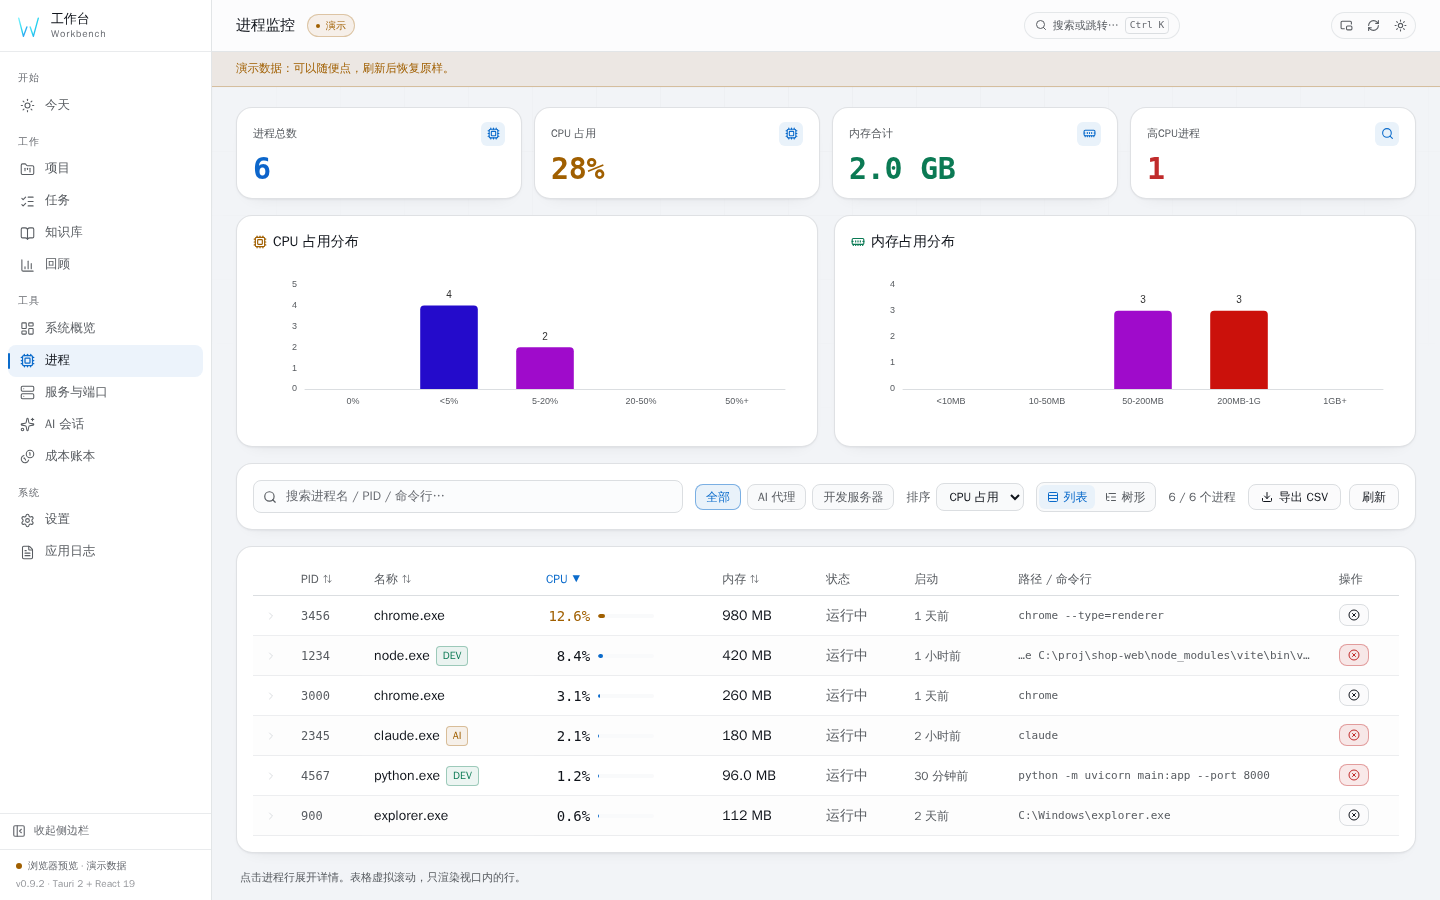 工作台
Workbench
开始
今天
工作
项目
任务
知识库
回顾
工具
系统概览
进程
服务与端口
AI 会话
成本账本
系统
设置
应用日志
收起侧边栏
浏览器预览 · 演示数据
v0.9.2 · Tauri 2 + React 19
进程监控
演示
搜索或跳转… Ctrl K
演示数据：可以随便点，刷新后恢复原样。
进程总数
6
CPU 占用
28%
内存合计
2.0 GB
高CPU进程
1
CPU 占用分布
5
4
3
2
1
0
4
2
0% <5% 5-20% 20-50% 50%+
内存占用分布
4
3
2
1
0
3
3
<10MB 10-50MB 50-200MB 200MB-1G 1GB+
搜索进程名 / PID / 命令行…
全部 AI 代理 开发服务器 排序 CPU 占用 列表 树形 6 / 6 个进程 导出 CSV 刷新
PID ⇅ 名称 ⇅ CPU ▼ 内存 ⇅ 状态 启动 路径 / 命令行 操作
3456 chrome.exe 12.6% 980 MB 运行中 1 天前 chrome --type=renderer
1234 node.exe DEV 8.4% 420 MB 运行中 1 小时前 …e C:\proj\shop-web\node_modules\vite\bin\v…
3000 chrome.exe 3.1% 260 MB 运行中 1 天前 chrome
2345 claude.exe AI 2.1% 180 MB 运行中 2 小时前 claude
4567 python.exe DEV 1.2% 96.0 MB 运行中 30 分钟前 python -m uvicorn main:app --port 8000
900 explorer.exe 0.6% 112 MB 运行中 2 天前 C:\Windows\explorer.exe
点击进程行展开详情。表格虚拟滚动，只渲染视口内的行。